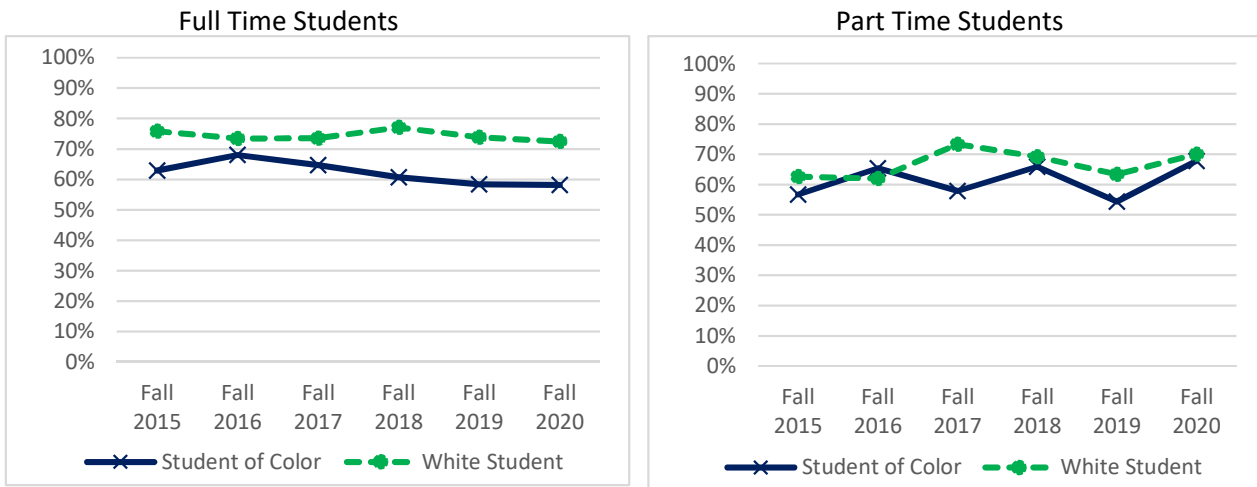 Full Time Students
100%
90%
80%
70%
60%
50%
40%
30%
20%
10%
0%
Fall Fall Fall Fall Fall Fall
2015 2016 2017 2018 2019 2020
Student of Color White Student
Part Time Students
100%
90%
80%
70%
60%
50%
40%
30%
20%
10%
0%
Fall Fall Fall Fall Fall Fall
2015 2016 2017 2018 2019 2020
Student of Color White Student